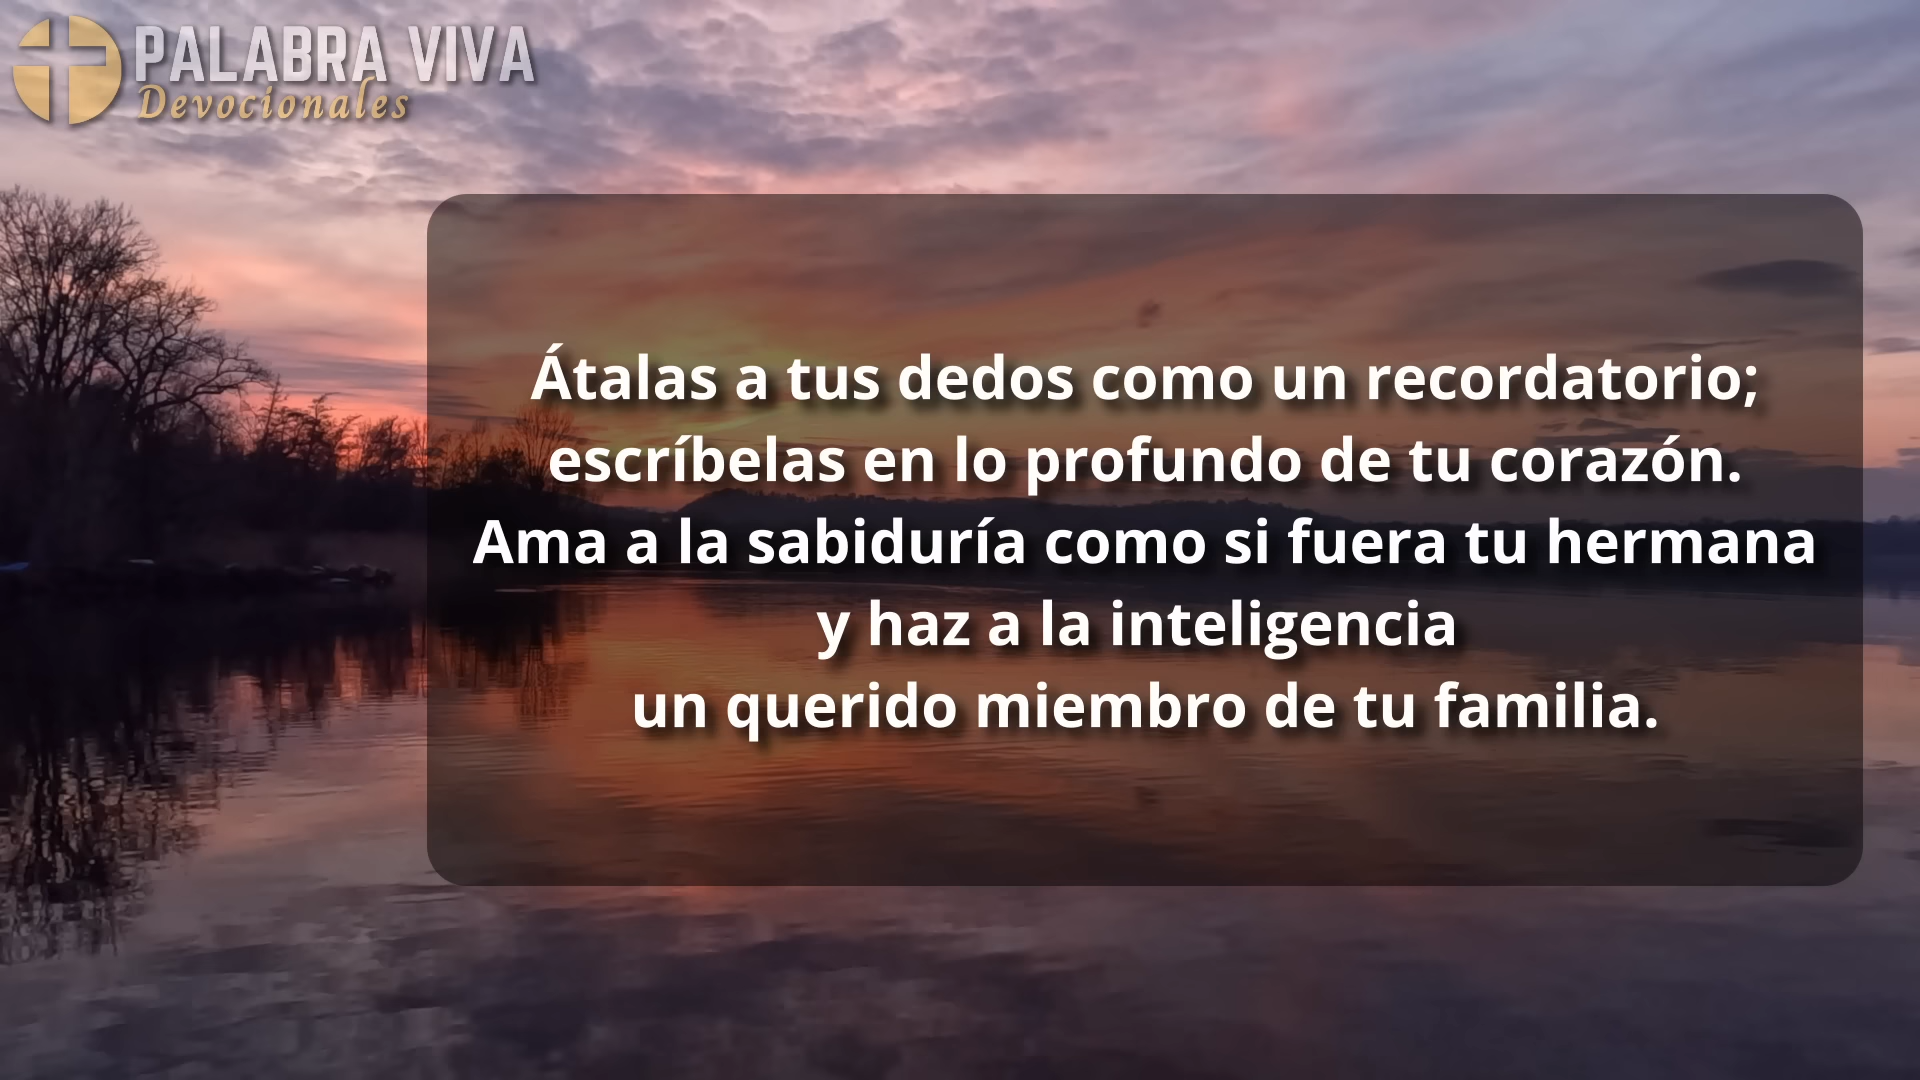 PALABRA VIVA
Devocionales
Átalas a tus dedos como un recordatorio;
escríbelas en lo profundo de tu corazón.
Ama a la sabiduría como si fuera tu hermana
y haz a la inteligencia
un querido miembro de tu familia.